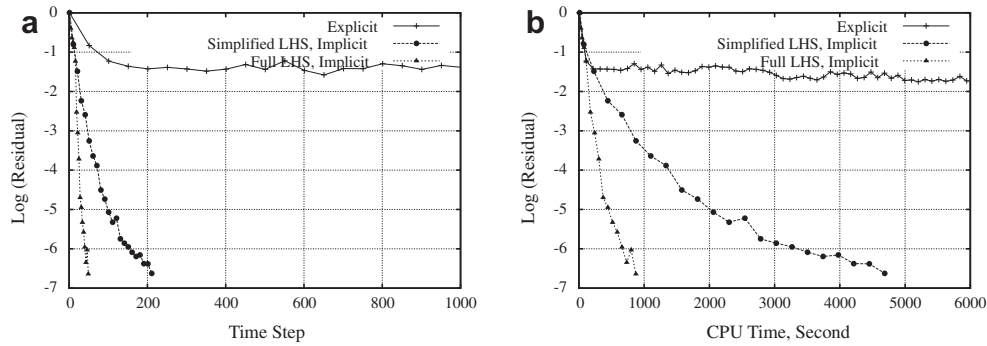 a
0
-1
-2
-3
-4
-5
-6
-7
Log (Residual)
0
200
400
600
800
1000
Time Step
Explicit
Simplified LHS, Implicit
Full LHS, Implicit
b
0
-1
-2
-3
-4
-5
-6
-7
Log (Residual)
0
1000
2000
3000
4000
5000
6000
CPU Time, Second
Explicit
Simplified LHS, Implicit
Full LHS, Implicit